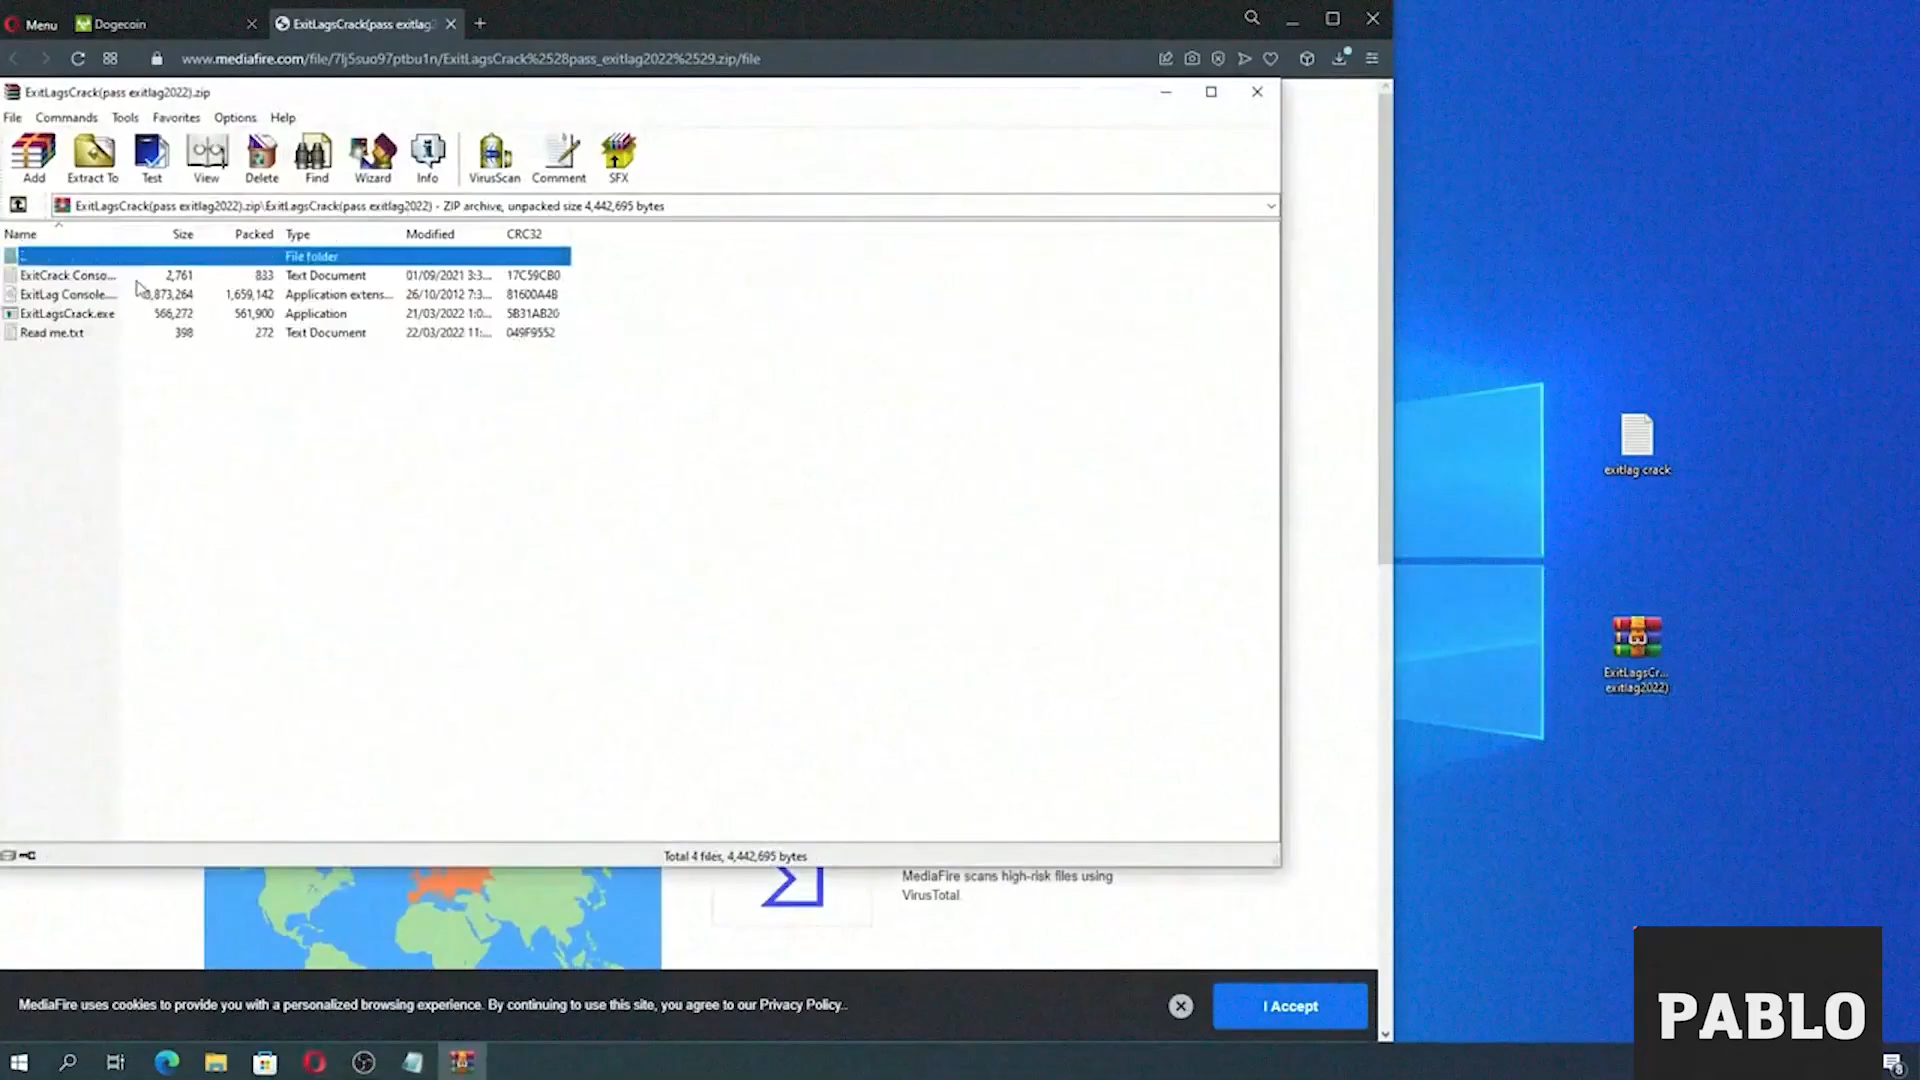 Menu
Dogecoin
ExitLagsCrack(pass exitlag2
www.mediafire.com/file/7lj5suo97ptbu1n/ExitLagsCrack%2528pass_exitlag2022%2529.zip/file
ExitLagsCrack(pass exitlag2022).zip
File Commands Tools Favorites Options Help
Add Extract To Test View Delete Find Wizard Info VirusScan Comment SFX
ExitLagsCrack(pass exitlag2022).zip\ExitLagsCrack(pass exitlag2022) - ZIP archive, unpacked size 4,442,695 bytes
Name Size Packed Type Modified CRC32
File folder
ExitCrack Conso... 2,761 833 Text Document 01/09/2021 3:3... 17C59CB0
ExitLag Console.... 3,873,264 1,659,142 Application extens... 26/10/2012 7:3... 81600A4B
ExitLagsCrack.exe 566,272 561,900 Application 21/03/2022 1:0... 5B31AB20
Read me.txt 398 272 Text Document 22/03/2022 11:... 049F9552
Total 4 files, 4,442,695 bytes
exitlag crack
ExitLagsCr...
exitlag2022)
MediaFire scans high-risk files using
VirusTotal.
MediaFire uses cookies to provide you with a personalized browsing experience. By continuing to use this site, you agree to our Privacy Policy..
I Accept
PABLO
8